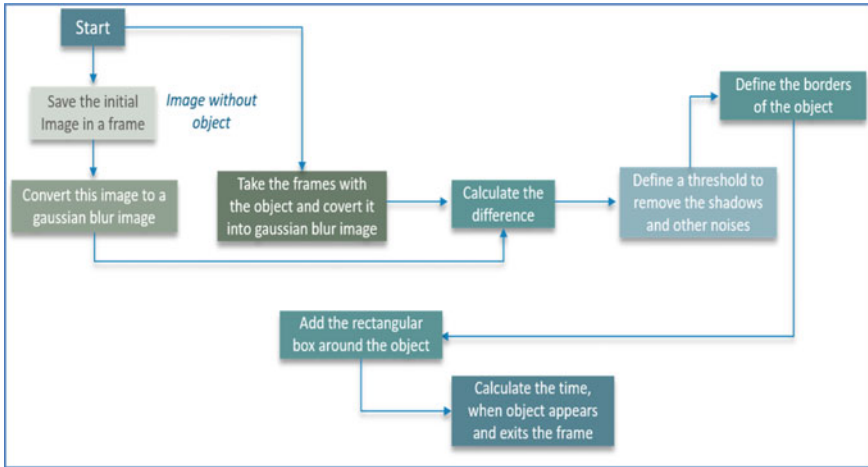 Start
Save the initial
Image in a frame
Image without
object
Convert this image to a
gaussian blur image
Take the frames with
the object and covert it
into gaussian blur image
Calculate the
difference
Define a threshold to
remove the shadows
and other noises
Define the borders
of the object
Add the rectangular
box around the object
Calculate the time,
when object appears
and exits the frame